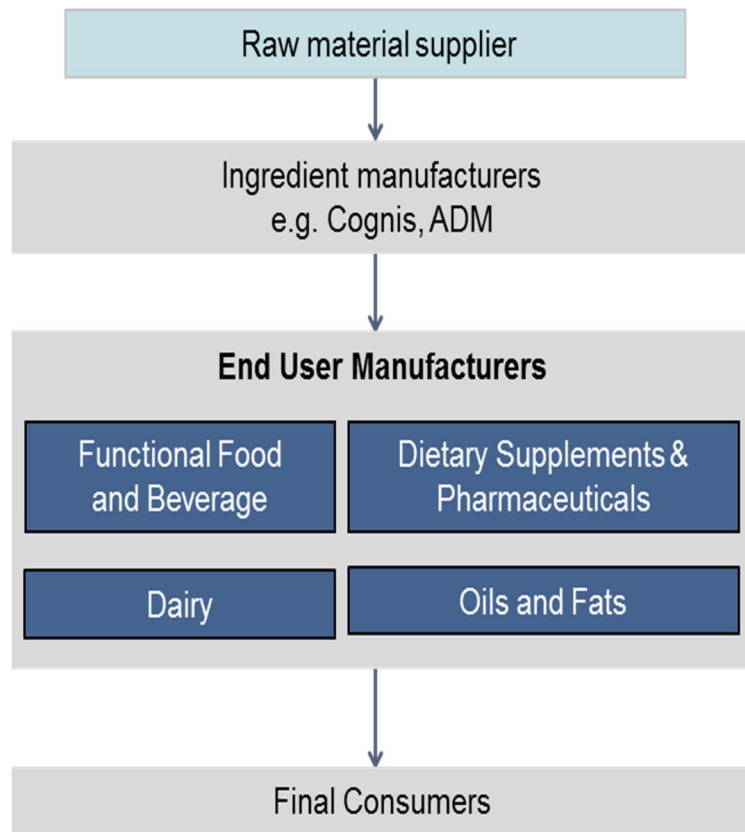 Raw material supplier
Ingredient manufacturers
e.g. Cognis, ADM
End User Manufacturers
Functional Food
and Beverage
Dietary Supplements &
Pharmaceuticals
Dairy
Oils and Fats
Final Consumers